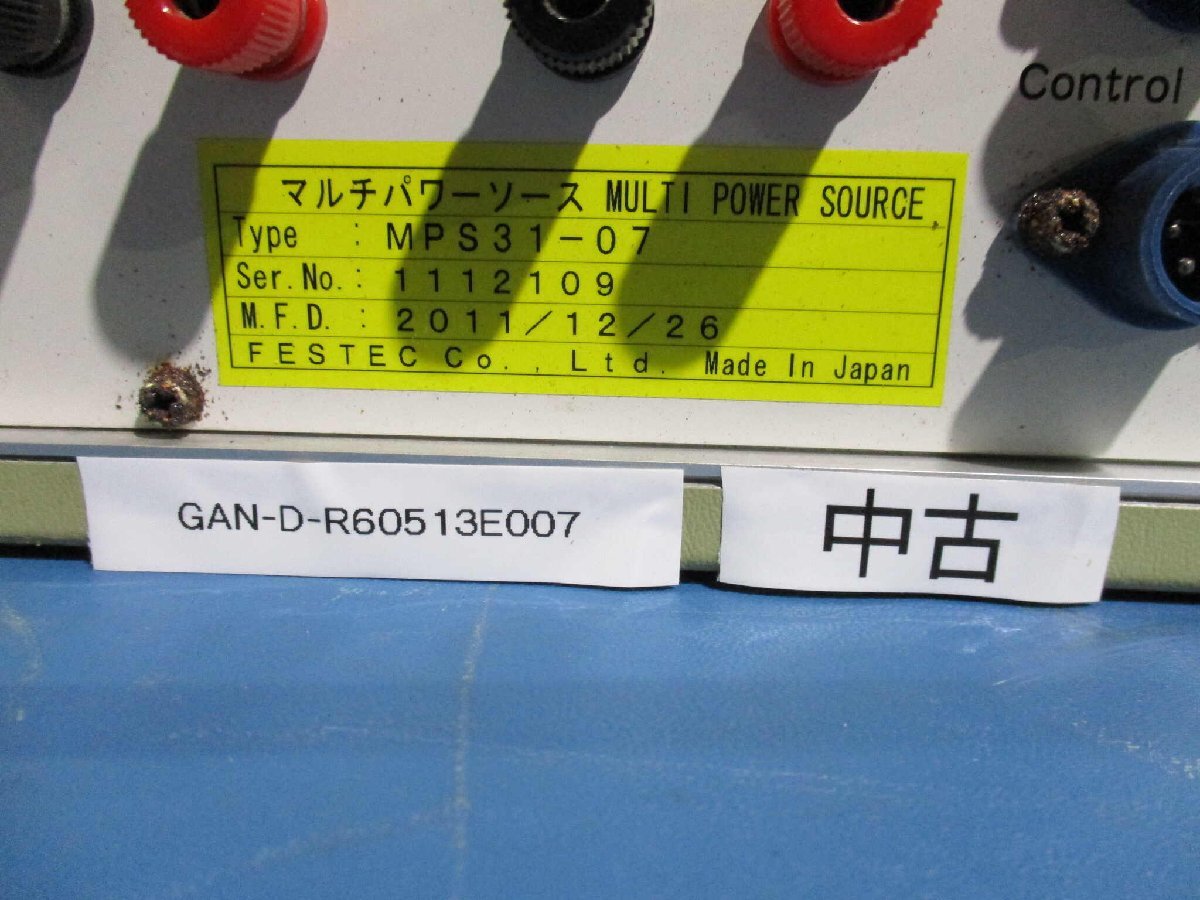 Control
マルチパワーソース MULTI POWER SOURCE
Type : MPS31-07
Ser.No.: 1112109
M.F.D. : 2011/12/26
FESTEC Co., Ltd. Made In Japan
GAN-D-R60513E007
中古